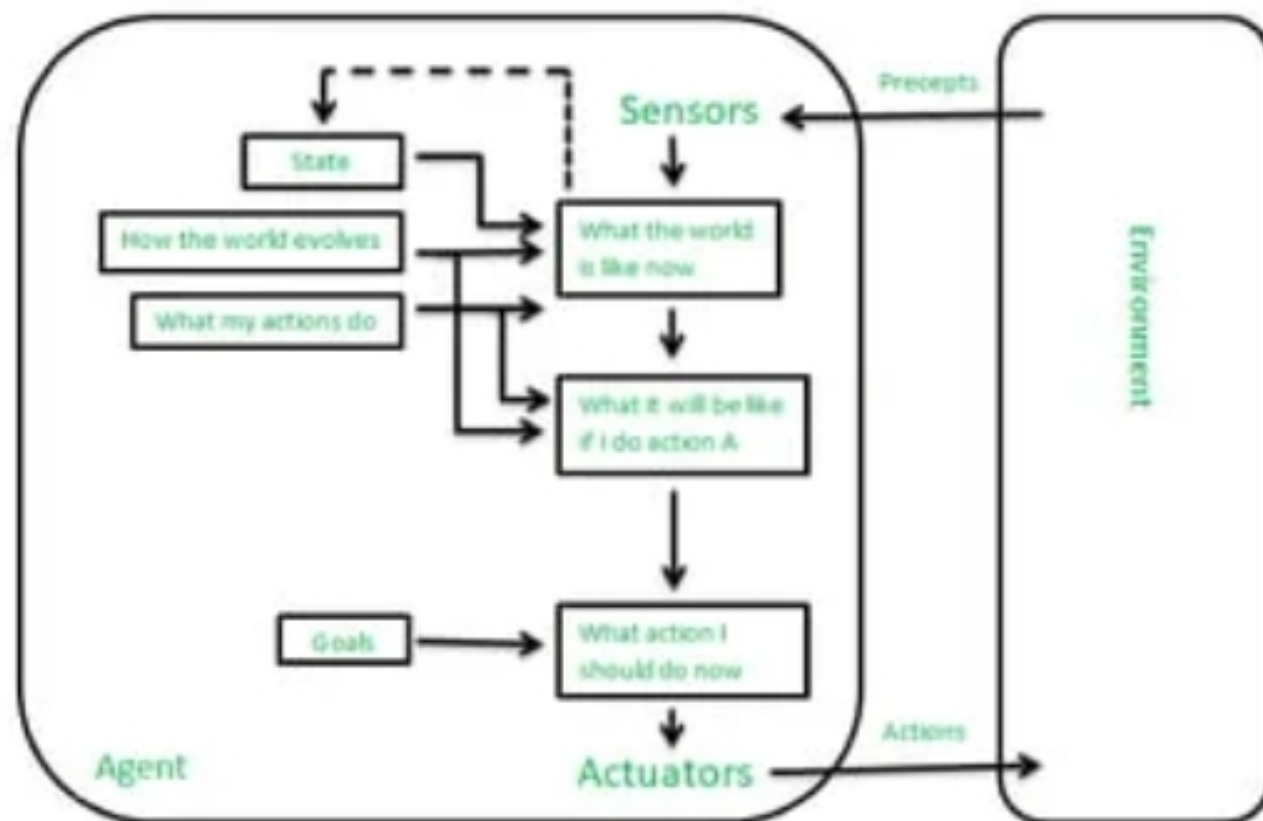 Precepts
Sensors
State
How the world evolves
What the world
is like now
What my actions do
Environment
What it will be like
if I do action A
Goals
What action I
should do now
Actions
Agent
Actuators